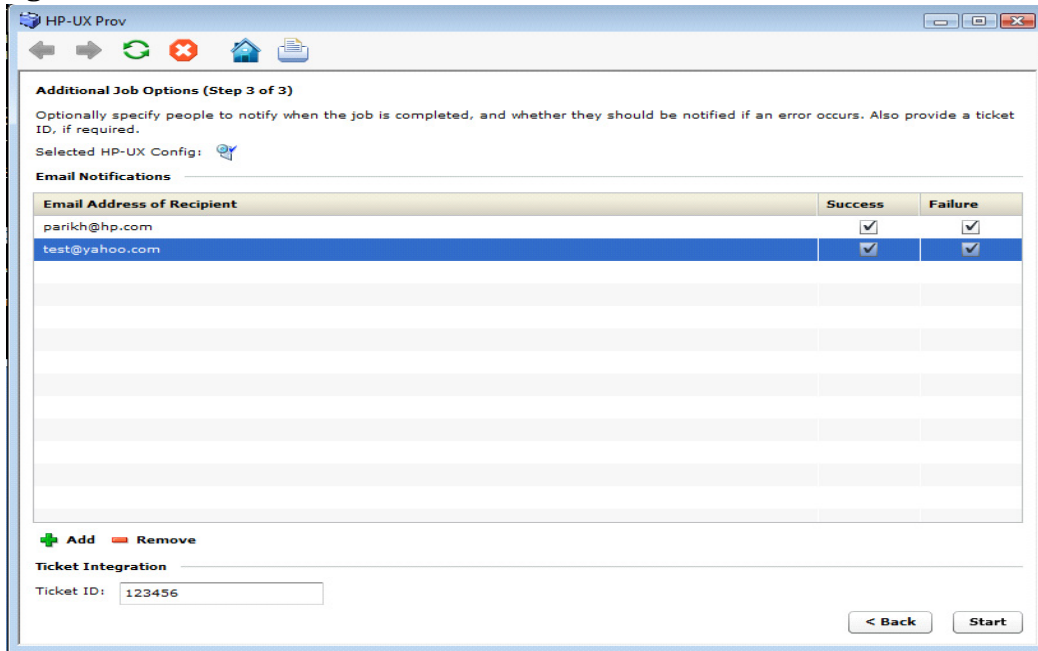 HP-UX Prov
Additional Job Options (Step 3 of 3)
Optionally specify people to notify when the job is completed, and whether they should be notified if an error occurs. Also provide a ticket
ID, if required.
Selected HP-UX Config:
Email Notifications
Email Address of Recipient Success Failure
parikh@hp.com
test@yahoo.com
Add Remove
Ticket Integration
Ticket ID: 123456
< Back Start